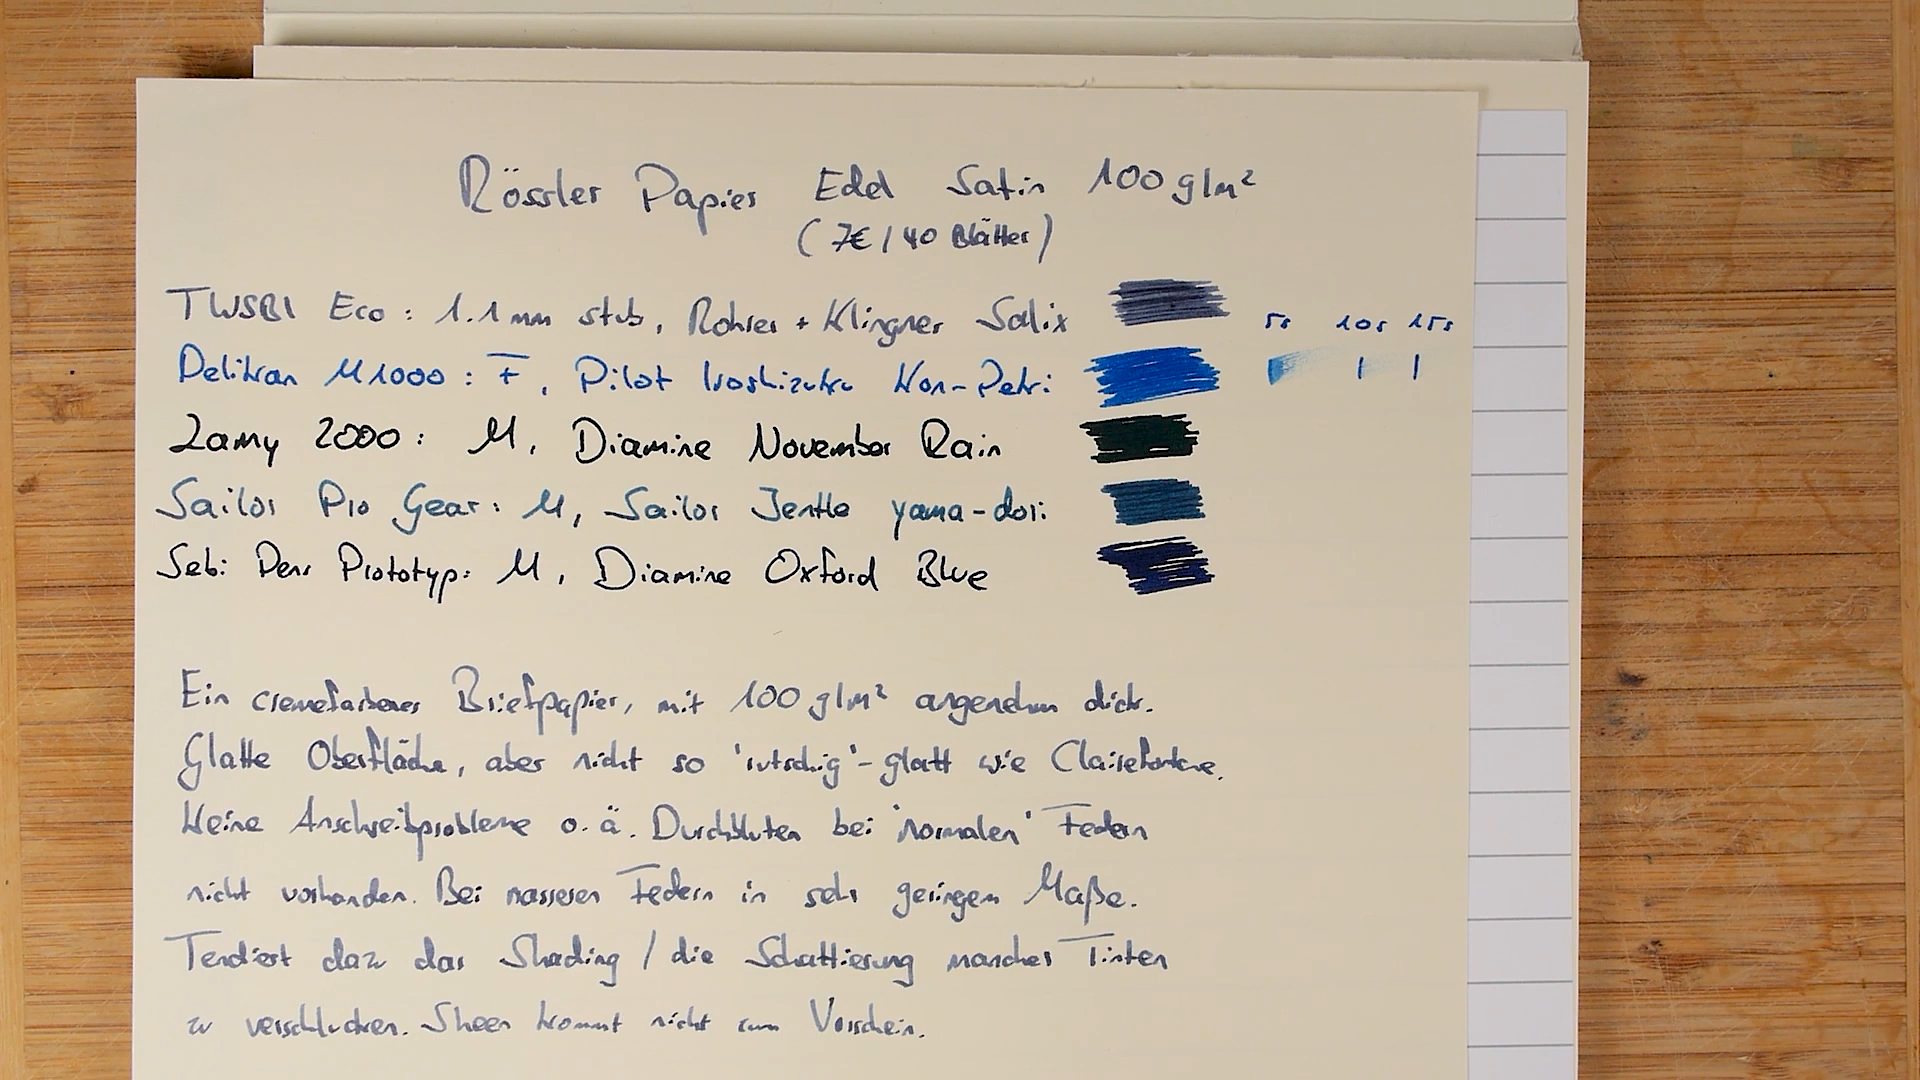 Rössler Papier Edel Satin 100 g/m²
(7€ / 40 Blätter)
TWSBI Eco: 1.1 mm stub, Rohrer + Klingner Salix
5s 10s 15s
Pelikan M1000: F, Pilot Iroshizuku Kon-Peki
Lamy 2000: M, Diamine November Rain
Sailor Pro Gear: M, Sailor Jentle yama-dori
Sebi Pens Prototyp: M, Diamine Oxford Blue
Ein cremefarbenes Briefpapier, mit 100 g/m² angenehm dick.
Glatte Oberfläche, aber nicht so 'rutschig'-glatt wie Clairefontaine.
Keine Anschreibprobleme o. ä. Durchbluten bei 'normalen' Federn
nicht vorhanden. Bei nasseren Federn in sehr geringem Maße.
Tendiert dazu das Shading / die Schattierung mancher Tinten
zu verschlucken. Sheen kommt nicht zum Vorschein.